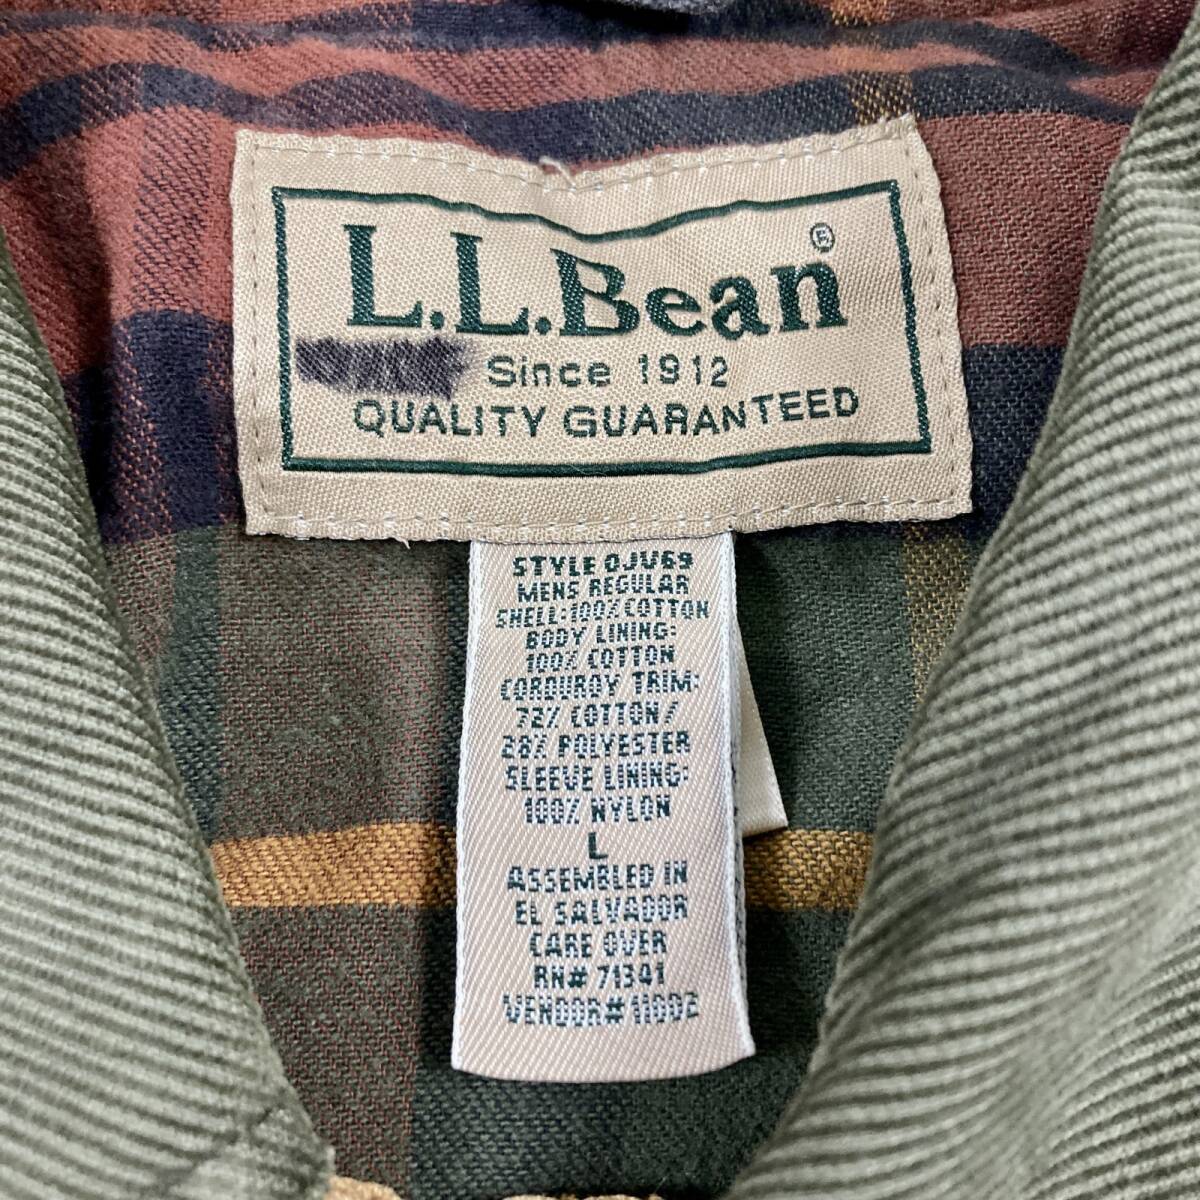 L.L.Bean®
Since 1912
QUALITY GUARANTEED
STYLE 0JV69
MENS REGULAR
SHELL:100% COTTON
BODY LINING:
100% COTTON
CORDUROY TRIM:
72% COTTON/
28% POLYESTER
SLEEVE LINING:
100% NYLON
L
ASSEMBLED IN
EL SALVADOR
CARE OVER
RN# 71341
VENDOR#11002